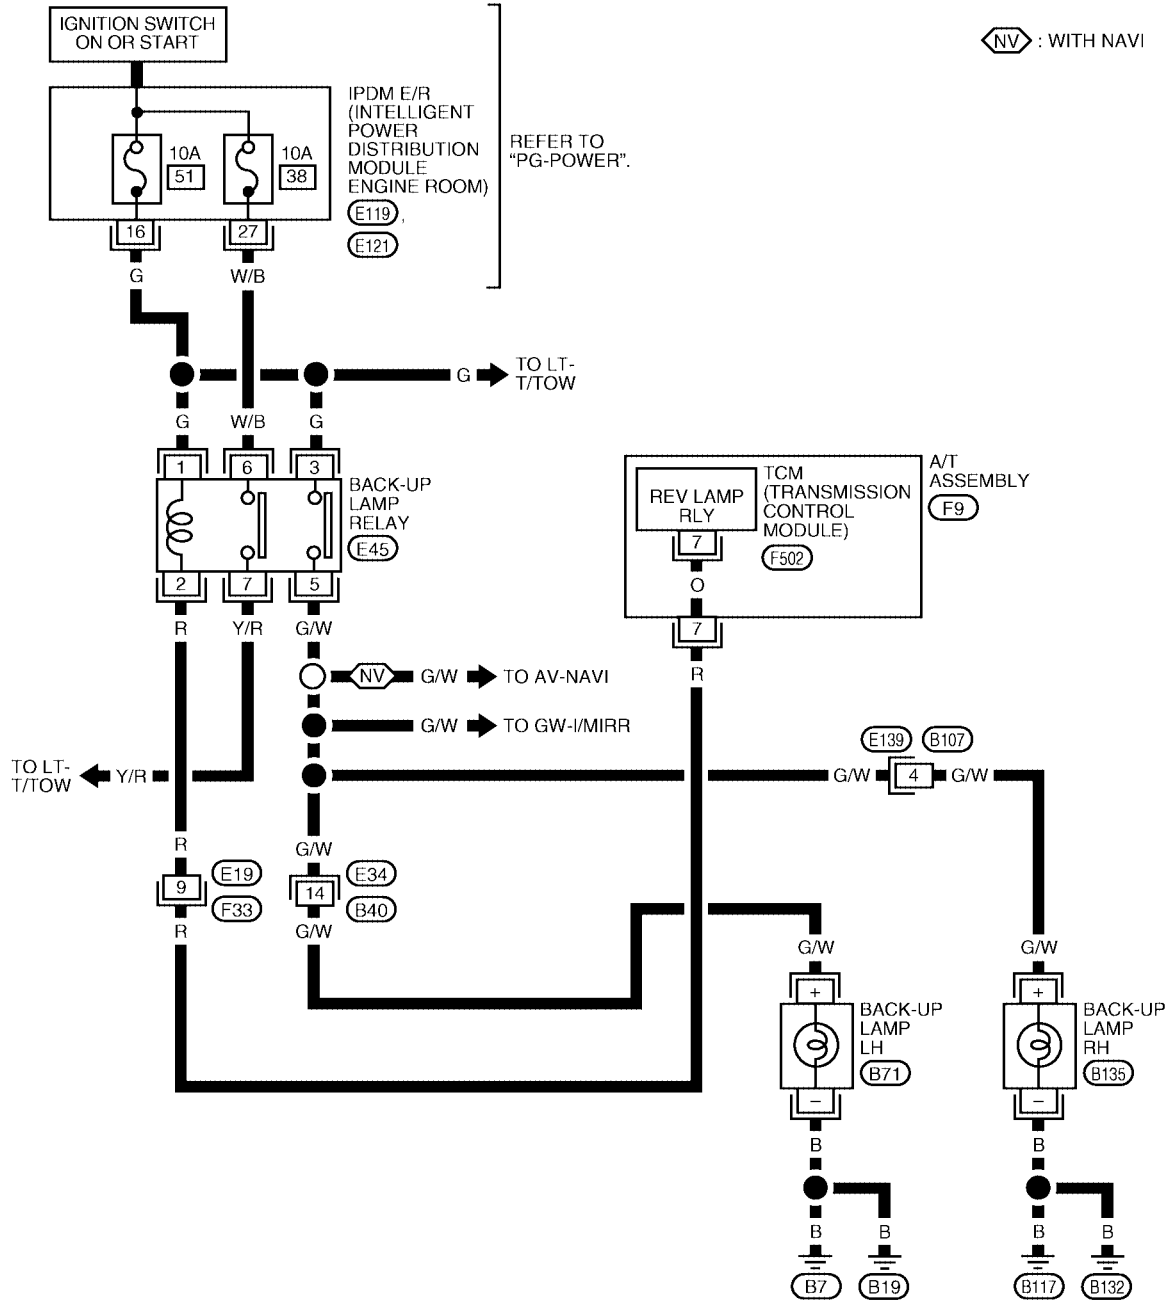 IGNITION SWITCH
ON OR START
NV : WITH NAVI
IPDM E/R
(INTELLIGENT
POWER
DISTRIBUTION
MODULE
ENGINE ROOM)
E119 ,
E121
REFER TO
“PG-POWER”.
10A
51
10A
38
16
27
G
W/B
G
TO LT-
T/TOW
G
W/B
G
1
6
3
BACK-UP
LAMP
RELAY
E45
2
7
5
R
Y/R
G/W
REV LAMP
RLY
TCM
(TRANSMISSION
CONTROL
MODULE)
F502
A/T
ASSEMBLY
F9
7
O
7
R
NV
G/W
TO AV-NAVI
G/W
TO GW-I/MIRR
TO LT-
T/TOW
Y/R
E139
B107
G/W
4
G/W
R
G/W
9
E19
F33
14
E34
B40
R
G/W
G/W
G/W
+
BACK-UP
LAMP
LH
B71
–
+
BACK-UP
LAMP
RH
B135
–
B
B
B
B
B
B
B7
B19
B117
B132